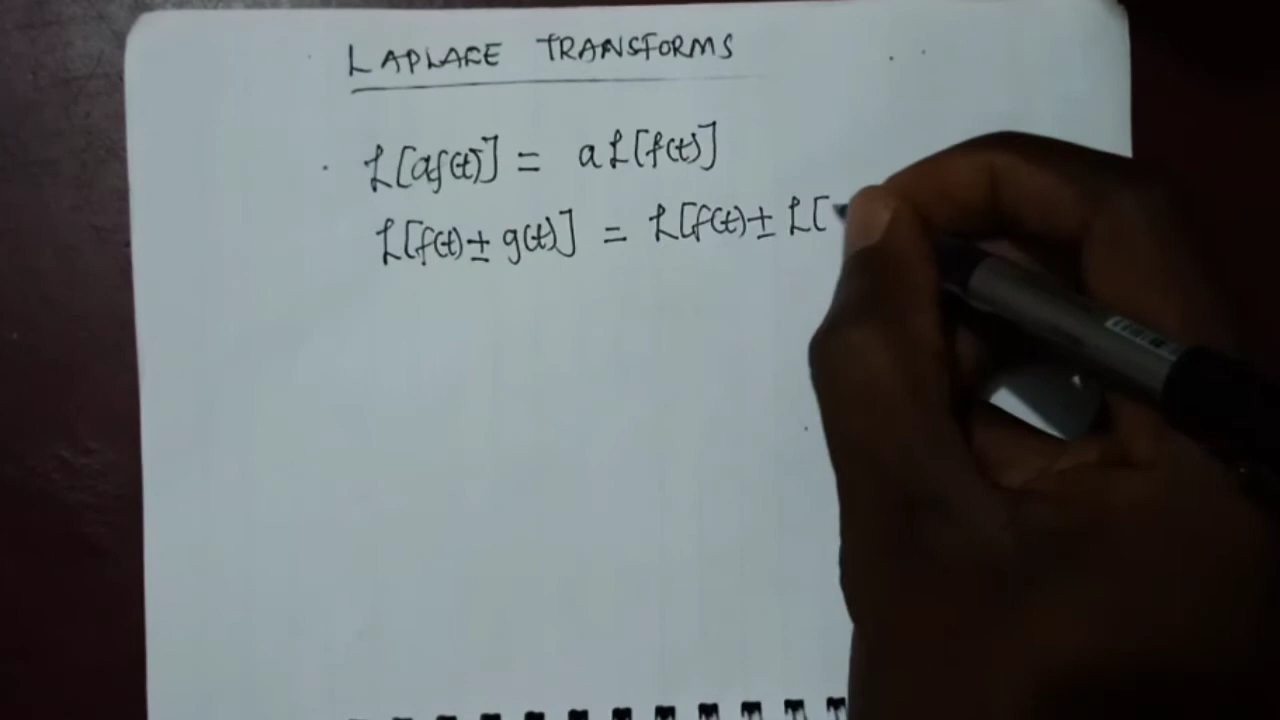 LAPLACE TRANSFORMS
ℒ[af(t)] = aℒ[f(t)]
ℒ[f(t) ± g(t)] = ℒ[f(t) ± ℒ[